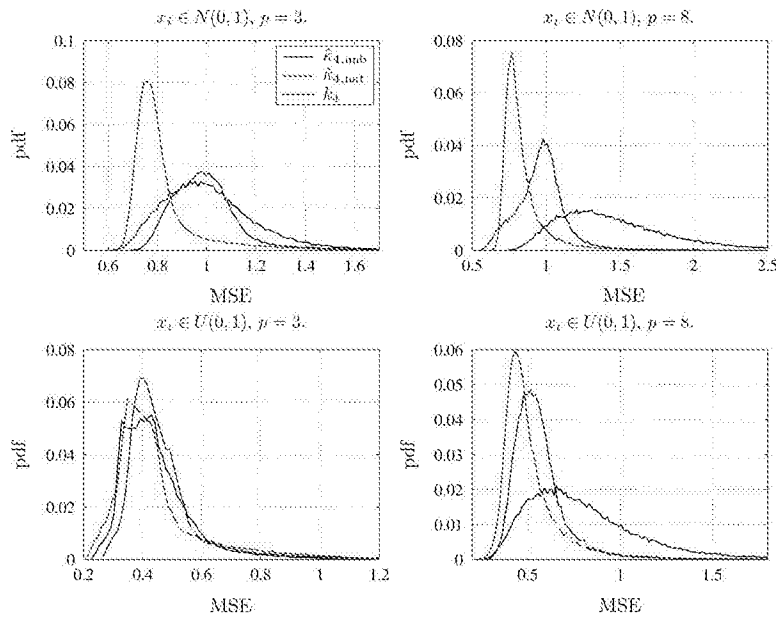 x_i ∈ N(0, 1), p = 3.
0.1
0.08
0.06
0.04
0.02
0
pdf
0.6 0.8 1 1.2 1.4 1.6
MSE
x_i ∈ N(0, 1), p = 8.
0.08
0.06
0.04
0.02
0
pdf
0.5 1 1.5 2 2.5
MSE
x_i ∈ U(0, 1), p = 3.
0.08
0.06
0.04
0.02
0
pdf
0.2 0.4 0.6 0.8 1 1.2
MSE
x_i ∈ U(0, 1), p = 8.
0.06
0.05
0.04
0.03
0.02
0.01
0
pdf
0.5 1 1.5
MSE